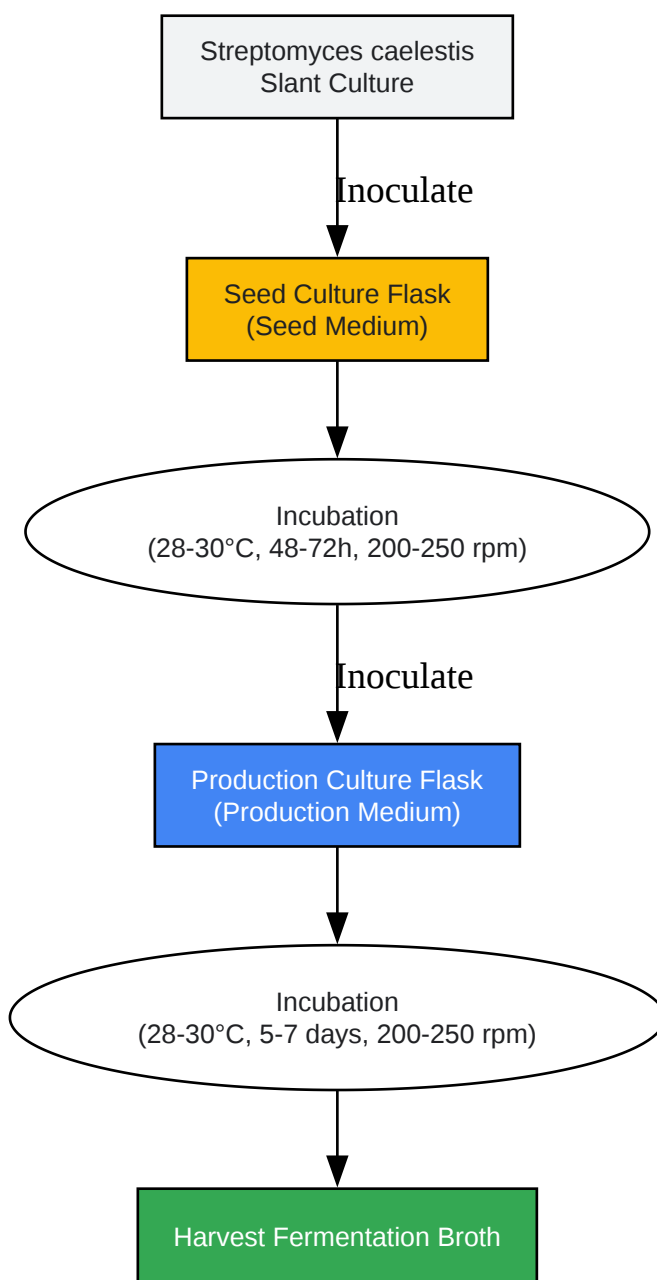 Streptomyces caelestis
Slant Culture
Inoculate
Seed Culture Flask
(Seed Medium)
Incubation
(28-30°C, 48-72h, 200-250 rpm)
Inoculate
Production Culture Flask
(Production Medium)
Incubation
(28-30°C, 5-7 days, 200-250 rpm)
Harvest Fermentation Broth